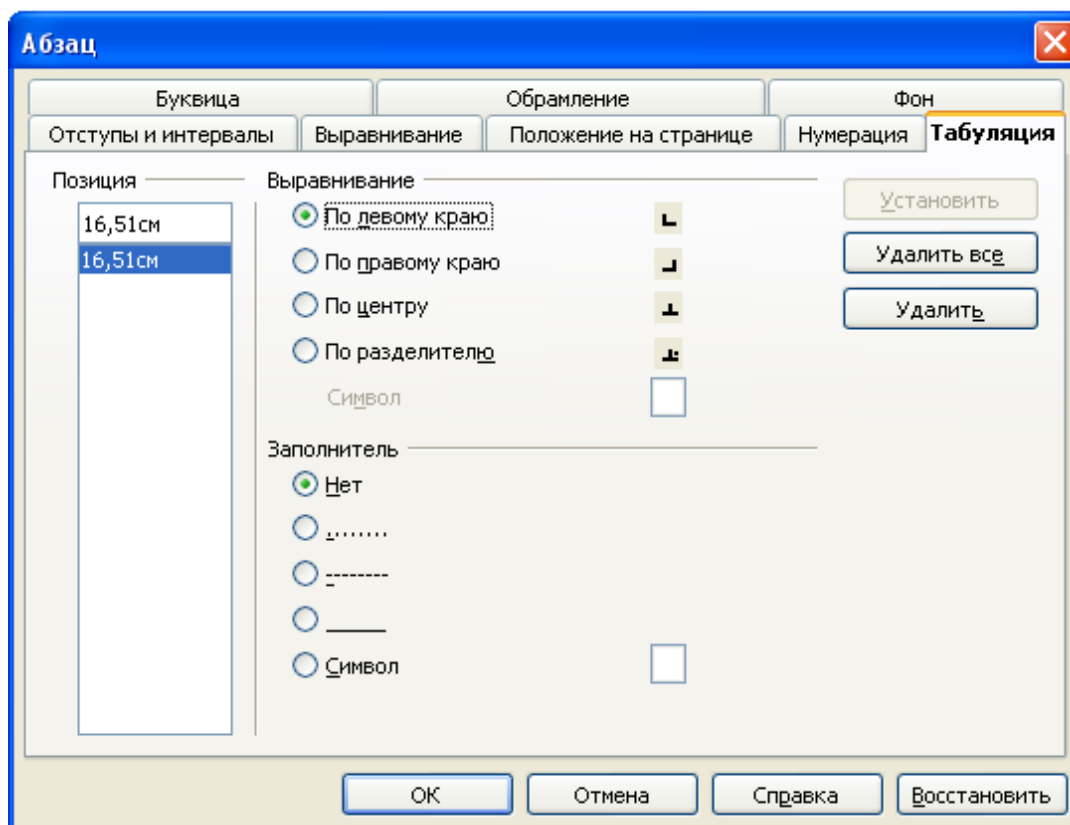 Абзац
Буквица Обрамление Фон
Отступы и интервалы Выравнивание Положение на странице Нумерация Табуляция
Позиция
16,51см
16,51см
Выравнивание
По левому краю
По правому краю
По центру
По разделителю
Символ
Заполнитель
Нет
........
--------
______
Символ
Установить
Удалить все
Удалить
ОК Отмена Справка Восстановить